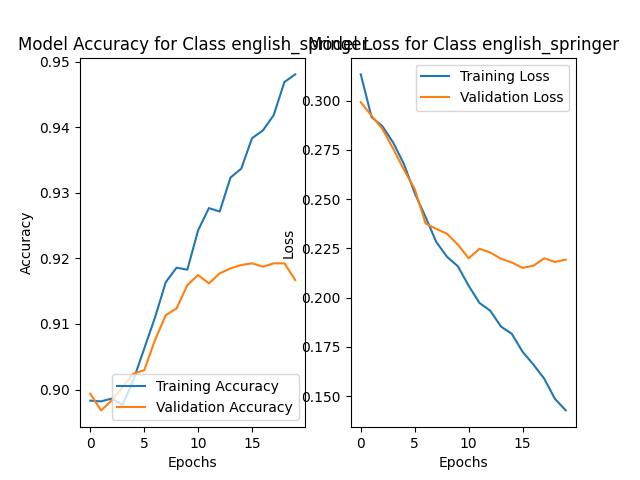 Model Accuracy for Class english_springer
Model Loss for Class english_springer
0.95
0.94
0.93
0.92
0.91
0.90
Accuracy
Training Accuracy
Validation Accuracy
0
5
10
15
Epochs
0.300
0.275
0.250
0.225
0.200
0.175
0.150
Loss
Training Loss
Validation Loss
0
5
10
15
Epochs